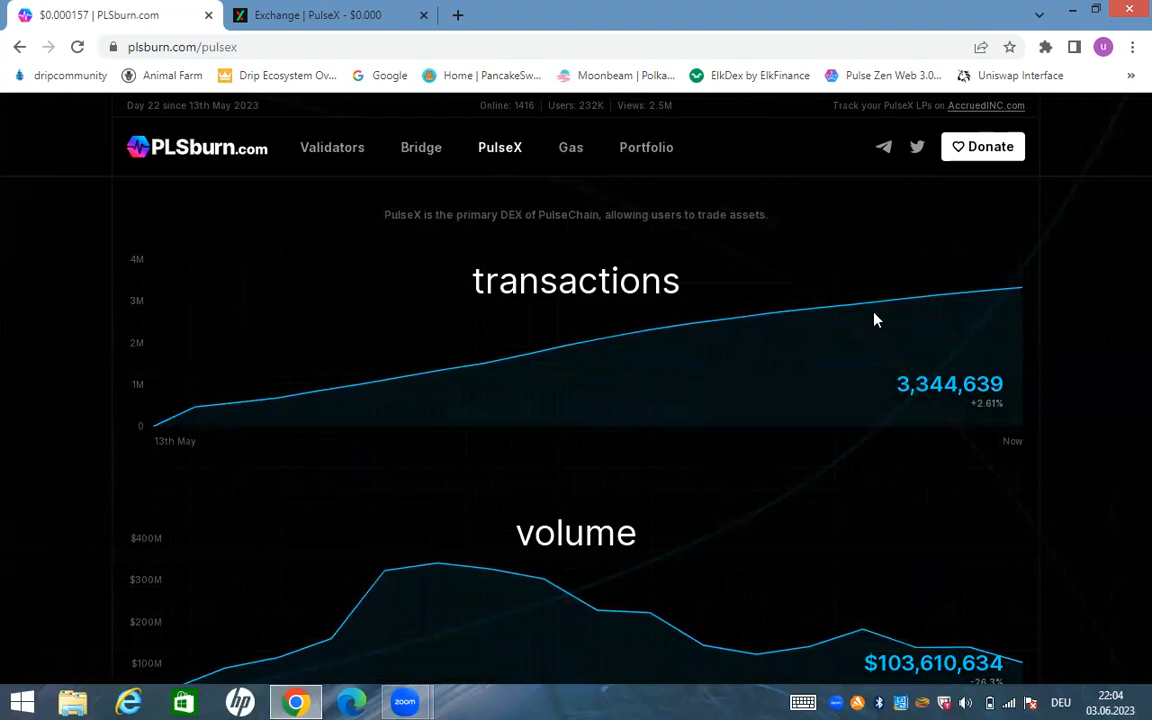 $0.000157 | PLSburn.com
Exchange | PulseX - $0.000
plsburn.com/pulsex
u
dripcommunity
Animal Farm
Drip Ecosystem Ov...
Google
Home | PancakeSw...
Moonbeam | Polka...
ElkDex by ElkFinance
Pulse Zen Web 3.0...
Uniswap Interface
»
Day 22 since 13th May 2023
Online: 1416
Users: 232K
Views: 2.5M
Track your PulseX LPs on AccruedINC.com
PLSburn.com
Validators
Bridge
PulseX
Gas
Portfolio
Donate
PulseX is the primary DEX of PulseChain, allowing users to trade assets.
transactions
4M
3M
2M
1M
0
3,344,639
+2.61%
13th May
Now
volume
$400M
$300M
$200M
$100M
$103,610,634
-26.3%
hp
zoom
DEU
22:04
03.06.2023